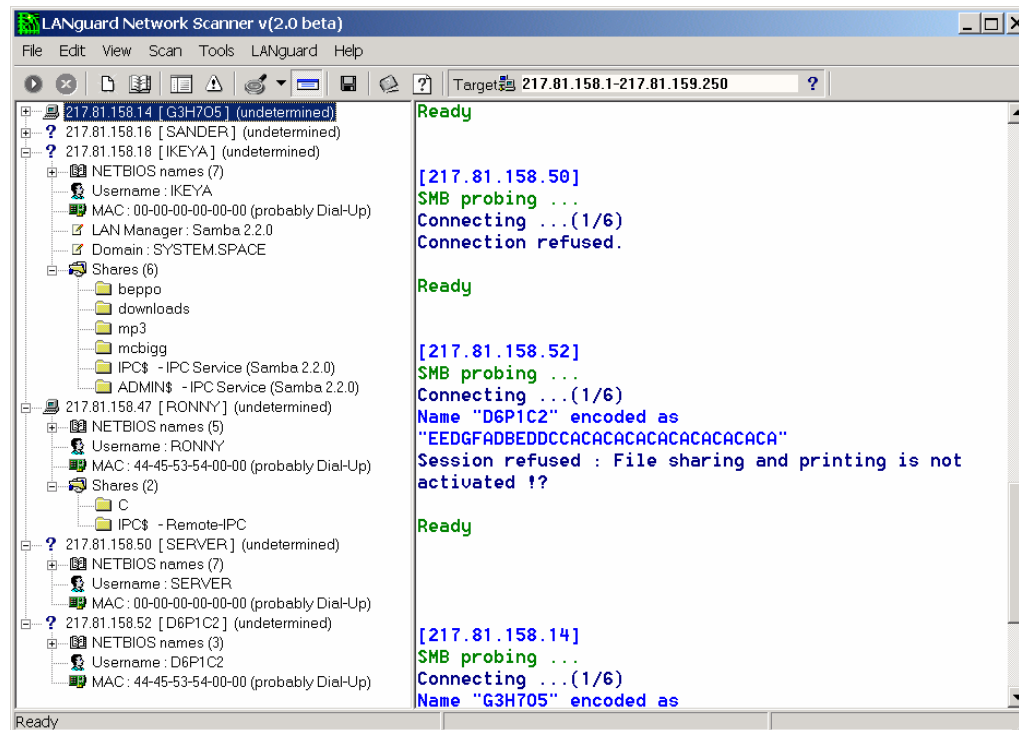 LANguard Network Scanner v(2.0 beta)
File Edit View Scan Tools LANguard Help
Target 217.81.158.1-217.81.159.250 ?
217.81.158.14 [ G3H7O5 ] (undetermined)
? 217.81.158.16 [ SANDER ] (undetermined)
? 217.81.158.18 [ IKEYA ] (undetermined)
NETBIOS names (7)
Username : IKEYA
MAC : 00-00-00-00-00-00 (probably Dial-Up)
LAN Manager : Samba 2.2.0
Domain : SYSTEM.SPACE
Shares (6)
beppo
downloads
mp3
mcbigg
IPC$ - IPC Service (Samba 2.2.0)
ADMIN$ - IPC Service (Samba 2.2.0)
217.81.158.47 [ RONNY ] (undetermined)
NETBIOS names (5)
Username : RONNY
MAC : 44-45-53-54-00-00 (probably Dial-Up)
Shares (2)
C
IPC$ - Remote-IPC
? 217.81.158.50 [ SERVER ] (undetermined)
NETBIOS names (7)
Username : SERVER
MAC : 00-00-00-00-00-00 (probably Dial-Up)
? 217.81.158.52 [ D6P1C2 ] (undetermined)
NETBIOS names (3)
Username : D6P1C2
MAC : 44-45-53-54-00-00 (probably Dial-Up)
Ready
[217.81.158.50]
SMB probing ...
Connecting ...(1/6)
Connection refused.
Ready
[217.81.158.52]
SMB probing ...
Connecting ...(1/6)
Name "D6P1C2" encoded as
"EEDGFADBEDDCCACACACACACACACACACA"
Session refused : File sharing and printing is not
activated !?
Ready
[217.81.158.14]
SMB probing ...
Connecting ...(1/6)
Name "G3H7O5" encoded as
Ready